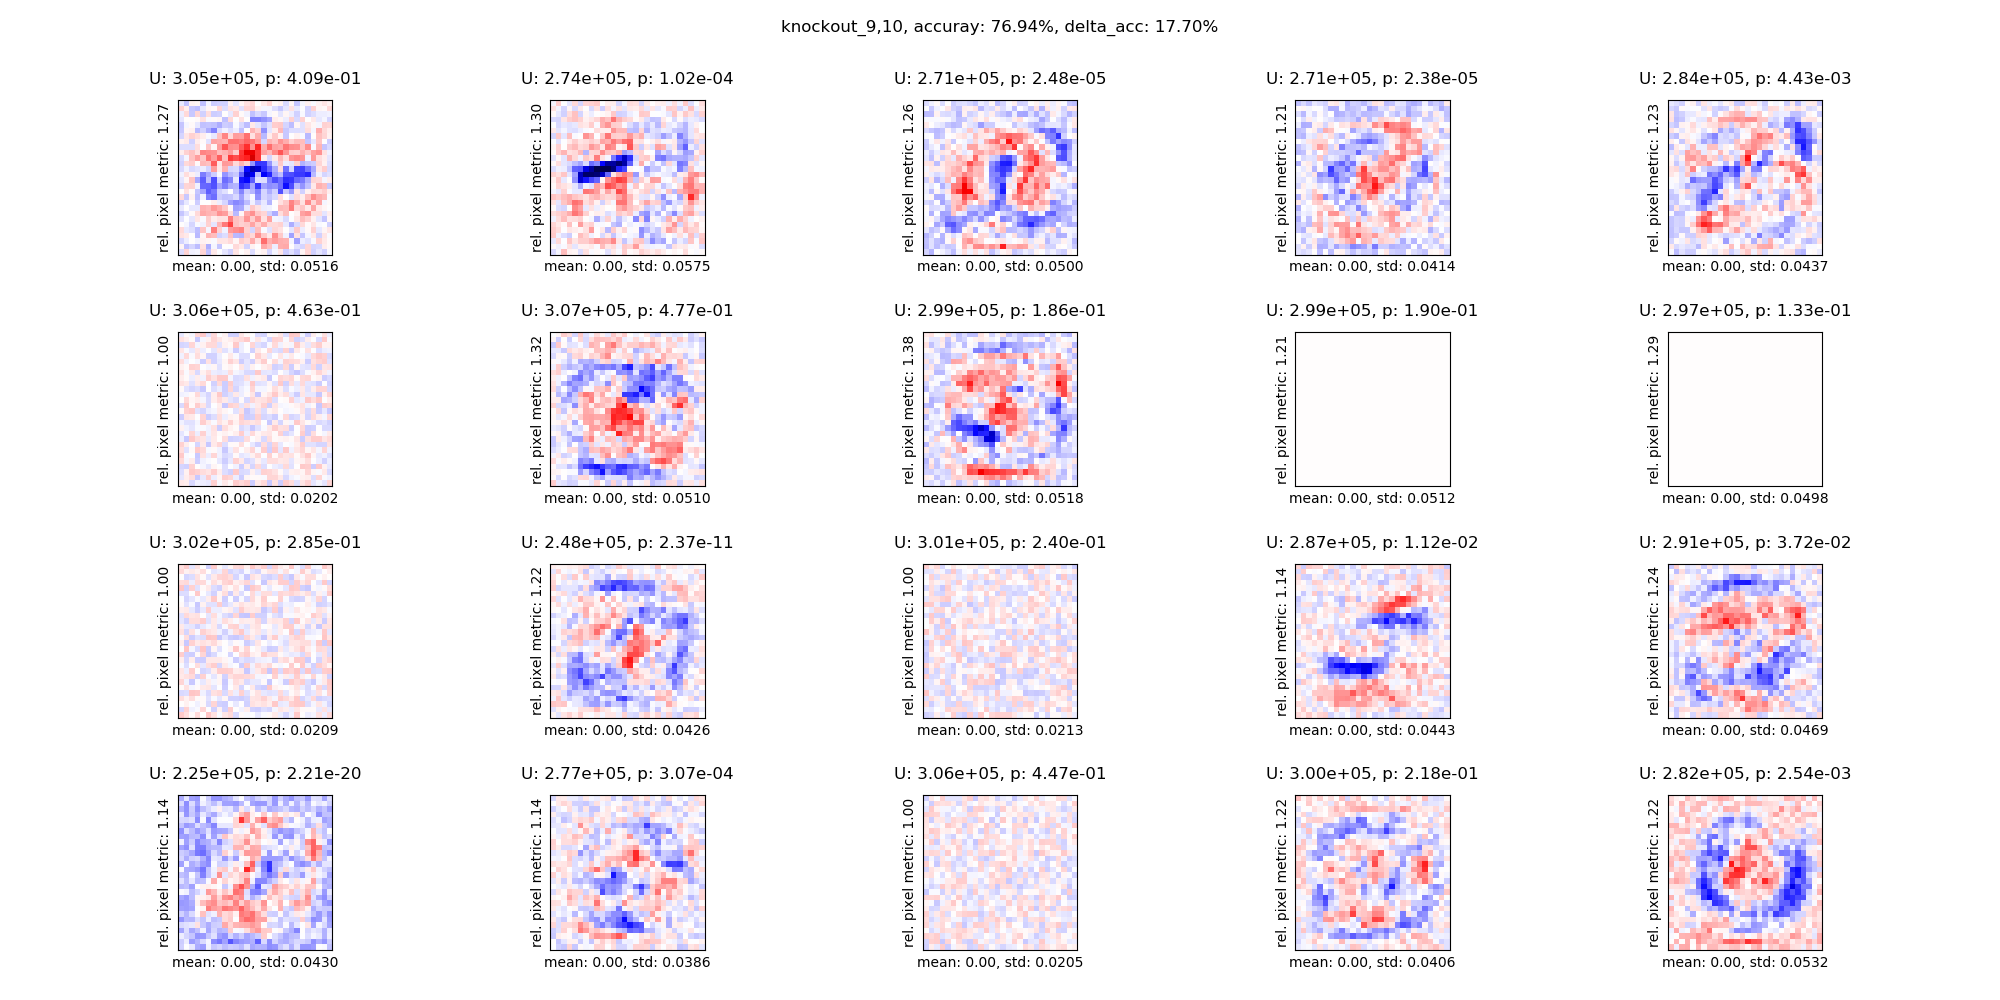 knockout_9,10, accuray: 76.94%, delta_acc: 17.70%
U: 3.05e+05, p: 4.09e-01
rel. pixel metric: 1.27
mean: 0.00, std: 0.0516
U: 2.74e+05, p: 1.02e-04
rel. pixel metric: 1.30
mean: 0.00, std: 0.0575
U: 2.71e+05, p: 2.48e-05
rel. pixel metric: 1.26
mean: 0.00, std: 0.0500
U: 2.71e+05, p: 2.38e-05
rel. pixel metric: 1.21
mean: 0.00, std: 0.0414
U: 2.84e+05, p: 4.43e-03
rel. pixel metric: 1.23
mean: 0.00, std: 0.0437
U: 3.06e+05, p: 4.63e-01
rel. pixel metric: 1.00
mean: 0.00, std: 0.0202
U: 3.07e+05, p: 4.77e-01
rel. pixel metric: 1.32
mean: 0.00, std: 0.0510
U: 2.99e+05, p: 1.86e-01
rel. pixel metric: 1.38
mean: 0.00, std: 0.0518
U: 2.99e+05, p: 1.90e-01
rel. pixel metric: 1.21
mean: 0.00, std: 0.0512
U: 2.97e+05, p: 1.33e-01
rel. pixel metric: 1.29
mean: 0.00, std: 0.0498
U: 3.02e+05, p: 2.85e-01
rel. pixel metric: 1.00
mean: 0.00, std: 0.0209
U: 2.48e+05, p: 2.37e-11
rel. pixel metric: 1.22
mean: 0.00, std: 0.0426
U: 3.01e+05, p: 2.40e-01
rel. pixel metric: 1.00
mean: 0.00, std: 0.0213
U: 2.87e+05, p: 1.12e-02
rel. pixel metric: 1.14
mean: 0.00, std: 0.0443
U: 2.91e+05, p: 3.72e-02
rel. pixel metric: 1.24
mean: 0.00, std: 0.0469
U: 2.25e+05, p: 2.21e-20
rel. pixel metric: 1.14
mean: 0.00, std: 0.0430
U: 2.77e+05, p: 3.07e-04
rel. pixel metric: 1.14
mean: 0.00, std: 0.0386
U: 3.06e+05, p: 4.47e-01
rel. pixel metric: 1.00
mean: 0.00, std: 0.0205
U: 3.00e+05, p: 2.18e-01
rel. pixel metric: 1.22
mean: 0.00, std: 0.0406
U: 2.82e+05, p: 2.54e-03
rel. pixel metric: 1.22
mean: 0.00, std: 0.0532